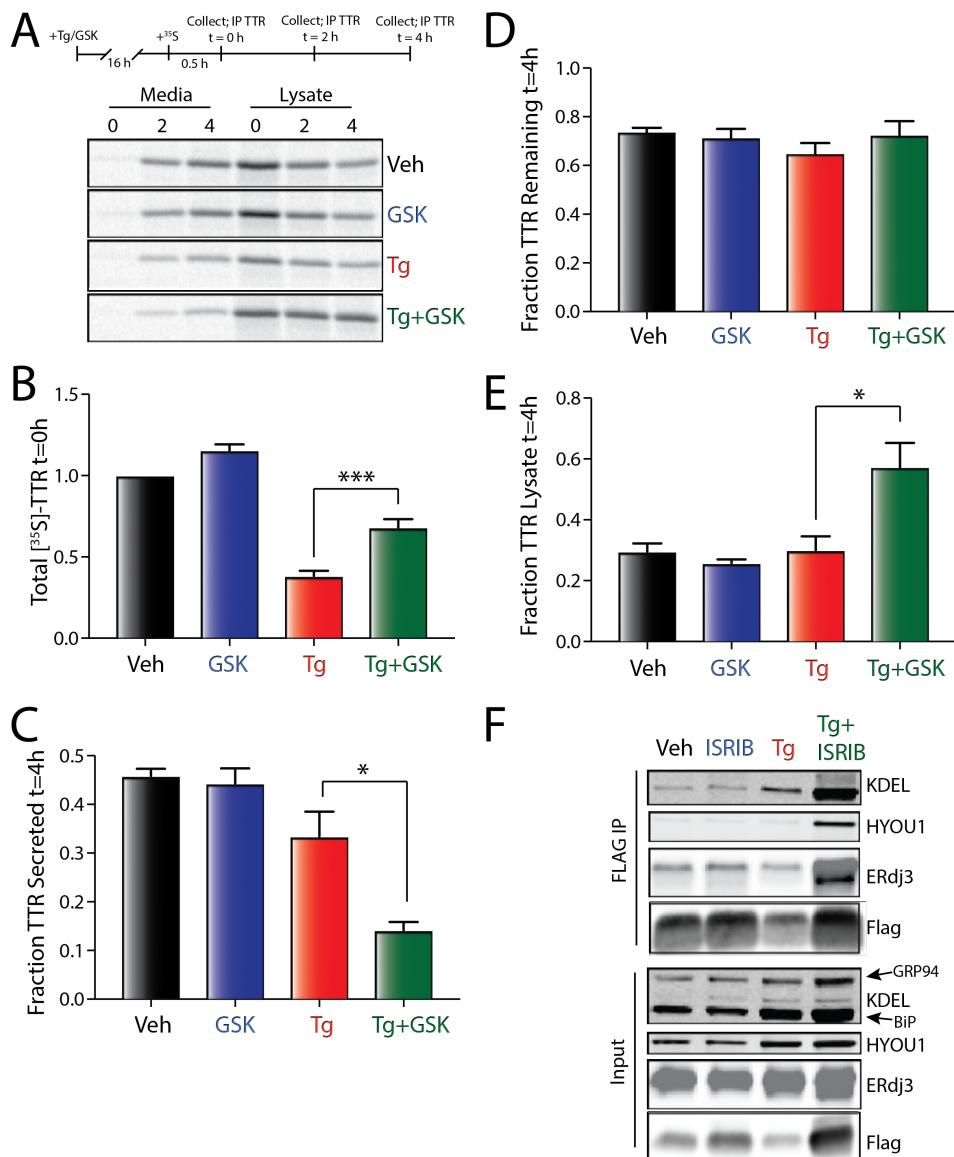 A
Collect; IP TTR Collect; IP TTR Collect; IP TTR
+Tg/GSK +³⁵S t = 0 h t = 2 h t = 4 h
16 h 0.5 h
Media Lysate
0 2 4 0 2 4
Veh
GSK
Tg
Tg+GSK
B
Total [³⁵S]-TTR t=0h
1.5
1.0
0.5
0.0
***
Veh GSK Tg Tg+GSK
C
Fraction TTR Secreted t=4h
0.5
0.4
0.3
0.2
0.1
0.0
*
Veh GSK Tg Tg+GSK
D
Fraction TTR Remaining t=4h
1.0
0.8
0.6
0.4
0.2
0.0
Veh GSK Tg Tg+GSK
E
Fraction TTR Lysate t=4h
0.8
0.6
0.4
0.2
0.0
*
Veh GSK Tg Tg+GSK
F
Veh ISRIB Tg Tg+
ISRIB
FLAG IP
KDEL
HYOU1
ERdj3
Flag
Input
GRP94
KDEL
BiP
HYOU1
ERdj3
Flag